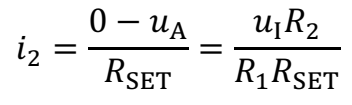 i₂ = (0 − u_A)/R_SET = (u_I R₂)/(R₁ R_SET)